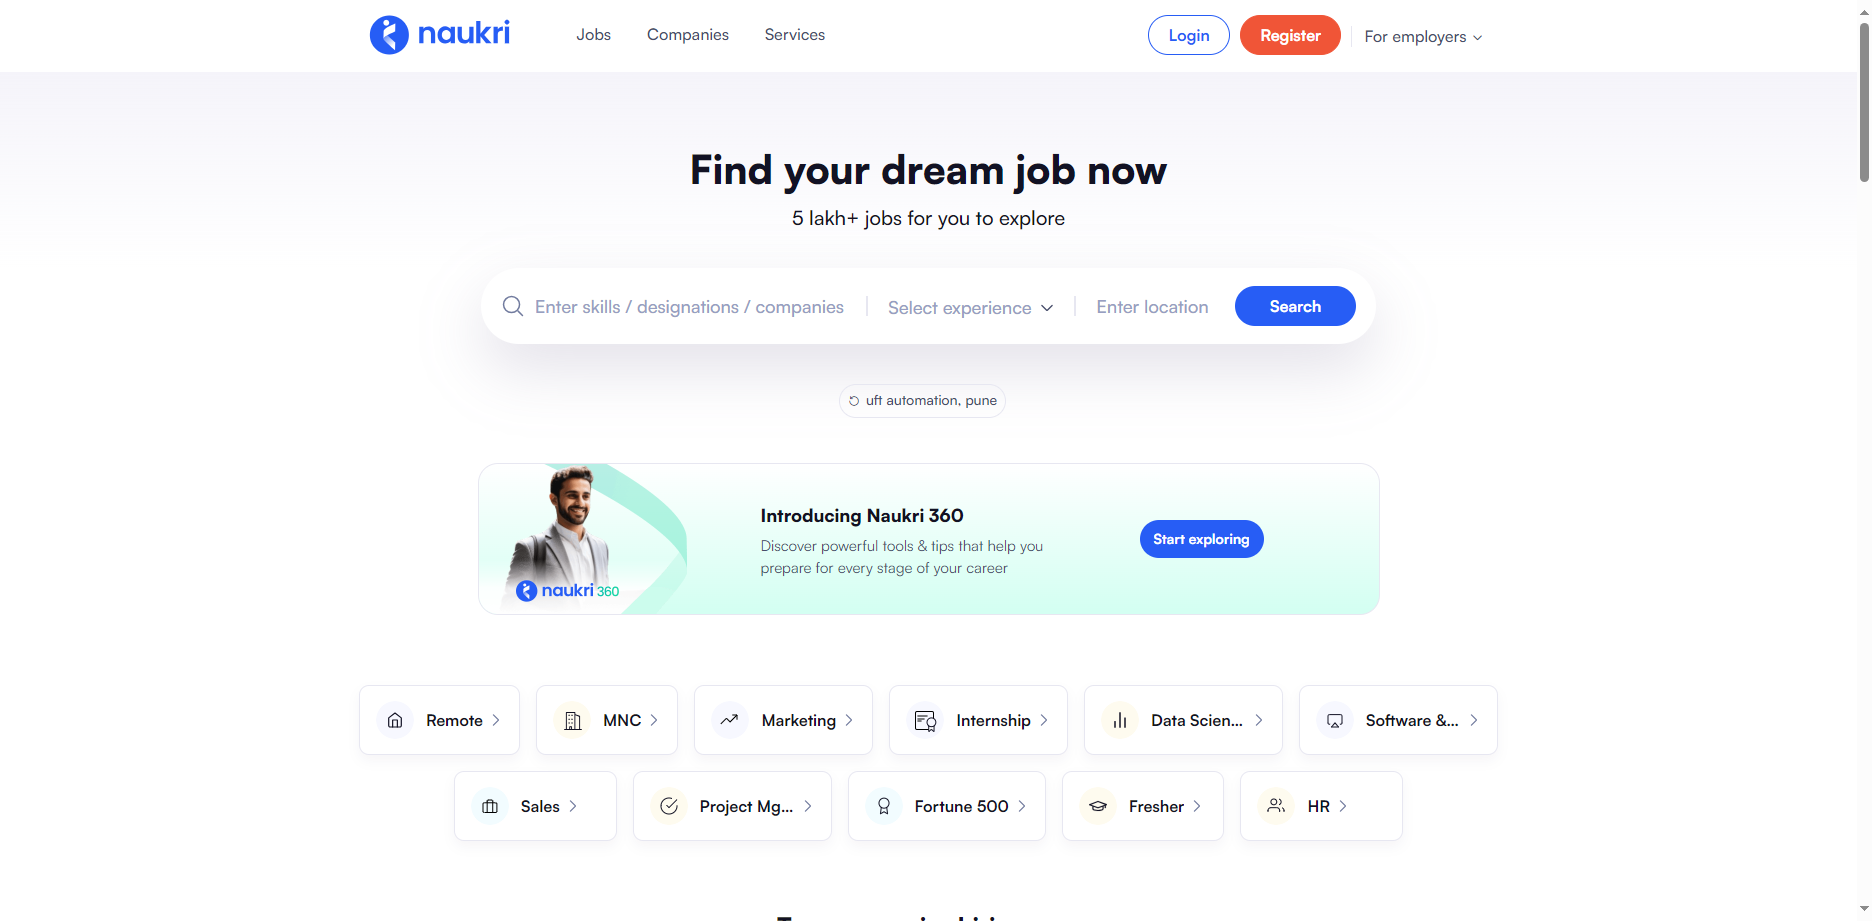 naukri
Jobs
Companies
Services
Login
Register
For employers
Find your dream job now
5 lakh+ jobs for you to explore
Enter skills / designations / companies
Select experience
Enter location
Search
uft automation, pune
naukri 360
Introducing Naukri 360
Discover powerful tools & tips that help you
prepare for every stage of your career
Start exploring
Remote
MNC
Marketing
Internship
Data Scien...
Software &...
Sales
Project Mg...
Fortune 500
Fresher
HR